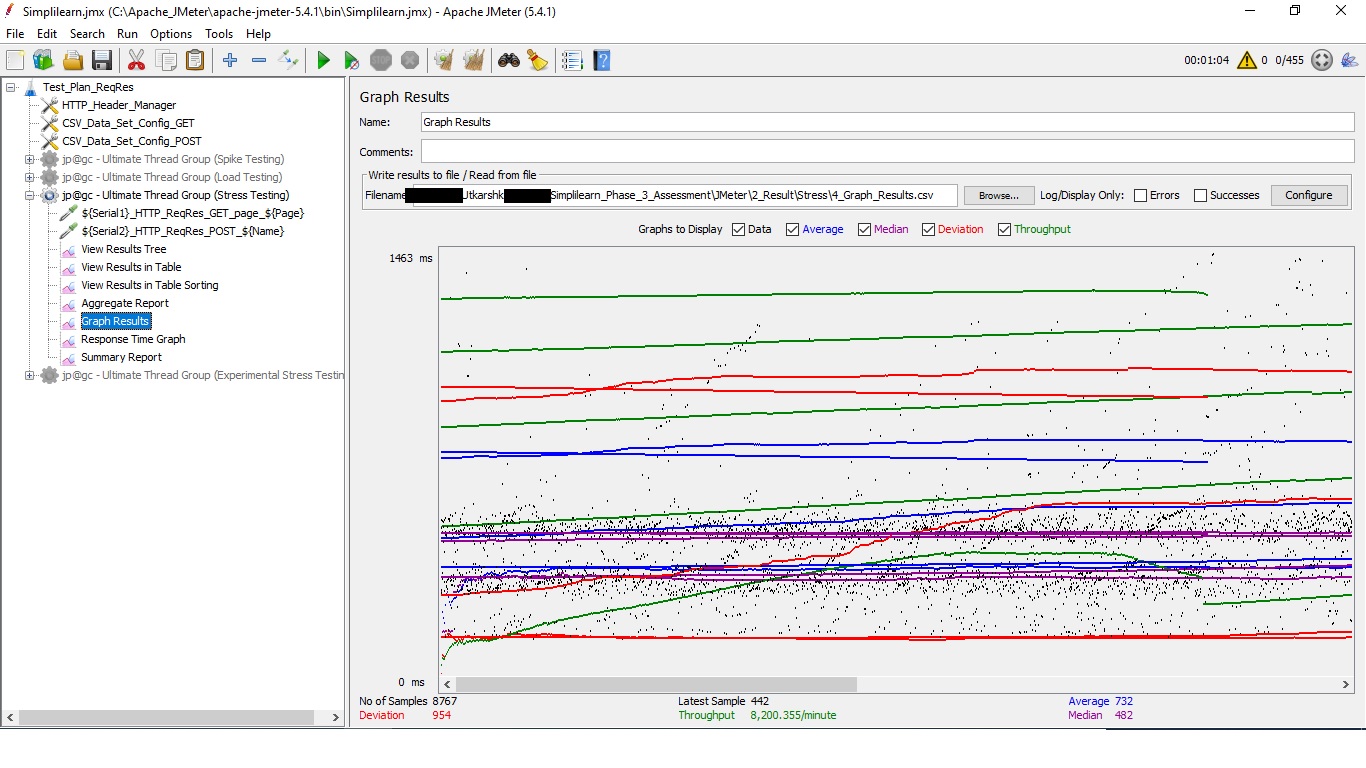 Simplilearn.jmx (C:\Apache_JMeter\apache-jmeter-5.4.1\bin\Simplilearn.jmx) - Apache JMeter (5.4.1)
File Edit Search Run Options Tools Help
STOP 00:01:04 0 0/455
Test_Plan_ReqRes
HTTP_Header_Manager
CSV_Data_Set_Config_GET
CSV_Data_Set_Config_POST
jp@gc - Ultimate Thread Group (Spike Testing)
jp@gc - Ultimate Thread Group (Load Testing)
jp@gc - Ultimate Thread Group (Stress Testing)
${Serial1}_HTTP_ReqRes_GET_page_${Page}
${Serial2}_HTTP_ReqRes_POST_${Name}
View Results Tree
View Results in Table
View Results in Table Sorting
Aggregate Report
Graph Results
Response Time Graph
Summary Report
jp@gc - Ultimate Thread Group (Experimental Stress Testin
Graph Results
Name: Graph Results
Comments:
Write results to file / Read from file
Filename Utkarshk Simplilearn_Phase_3_Assessment\JMeter\2_Result\Stress\4_Graph_Results.csv Browse... Log/Display Only: Errors Successes Configure
Graphs to Display Data Average Median Deviation Throughput
1463 ms
0 ms
No of Samples 8767 Latest Sample 442 Average 732
Deviation 954 Throughput 8,200.355/minute Median 482